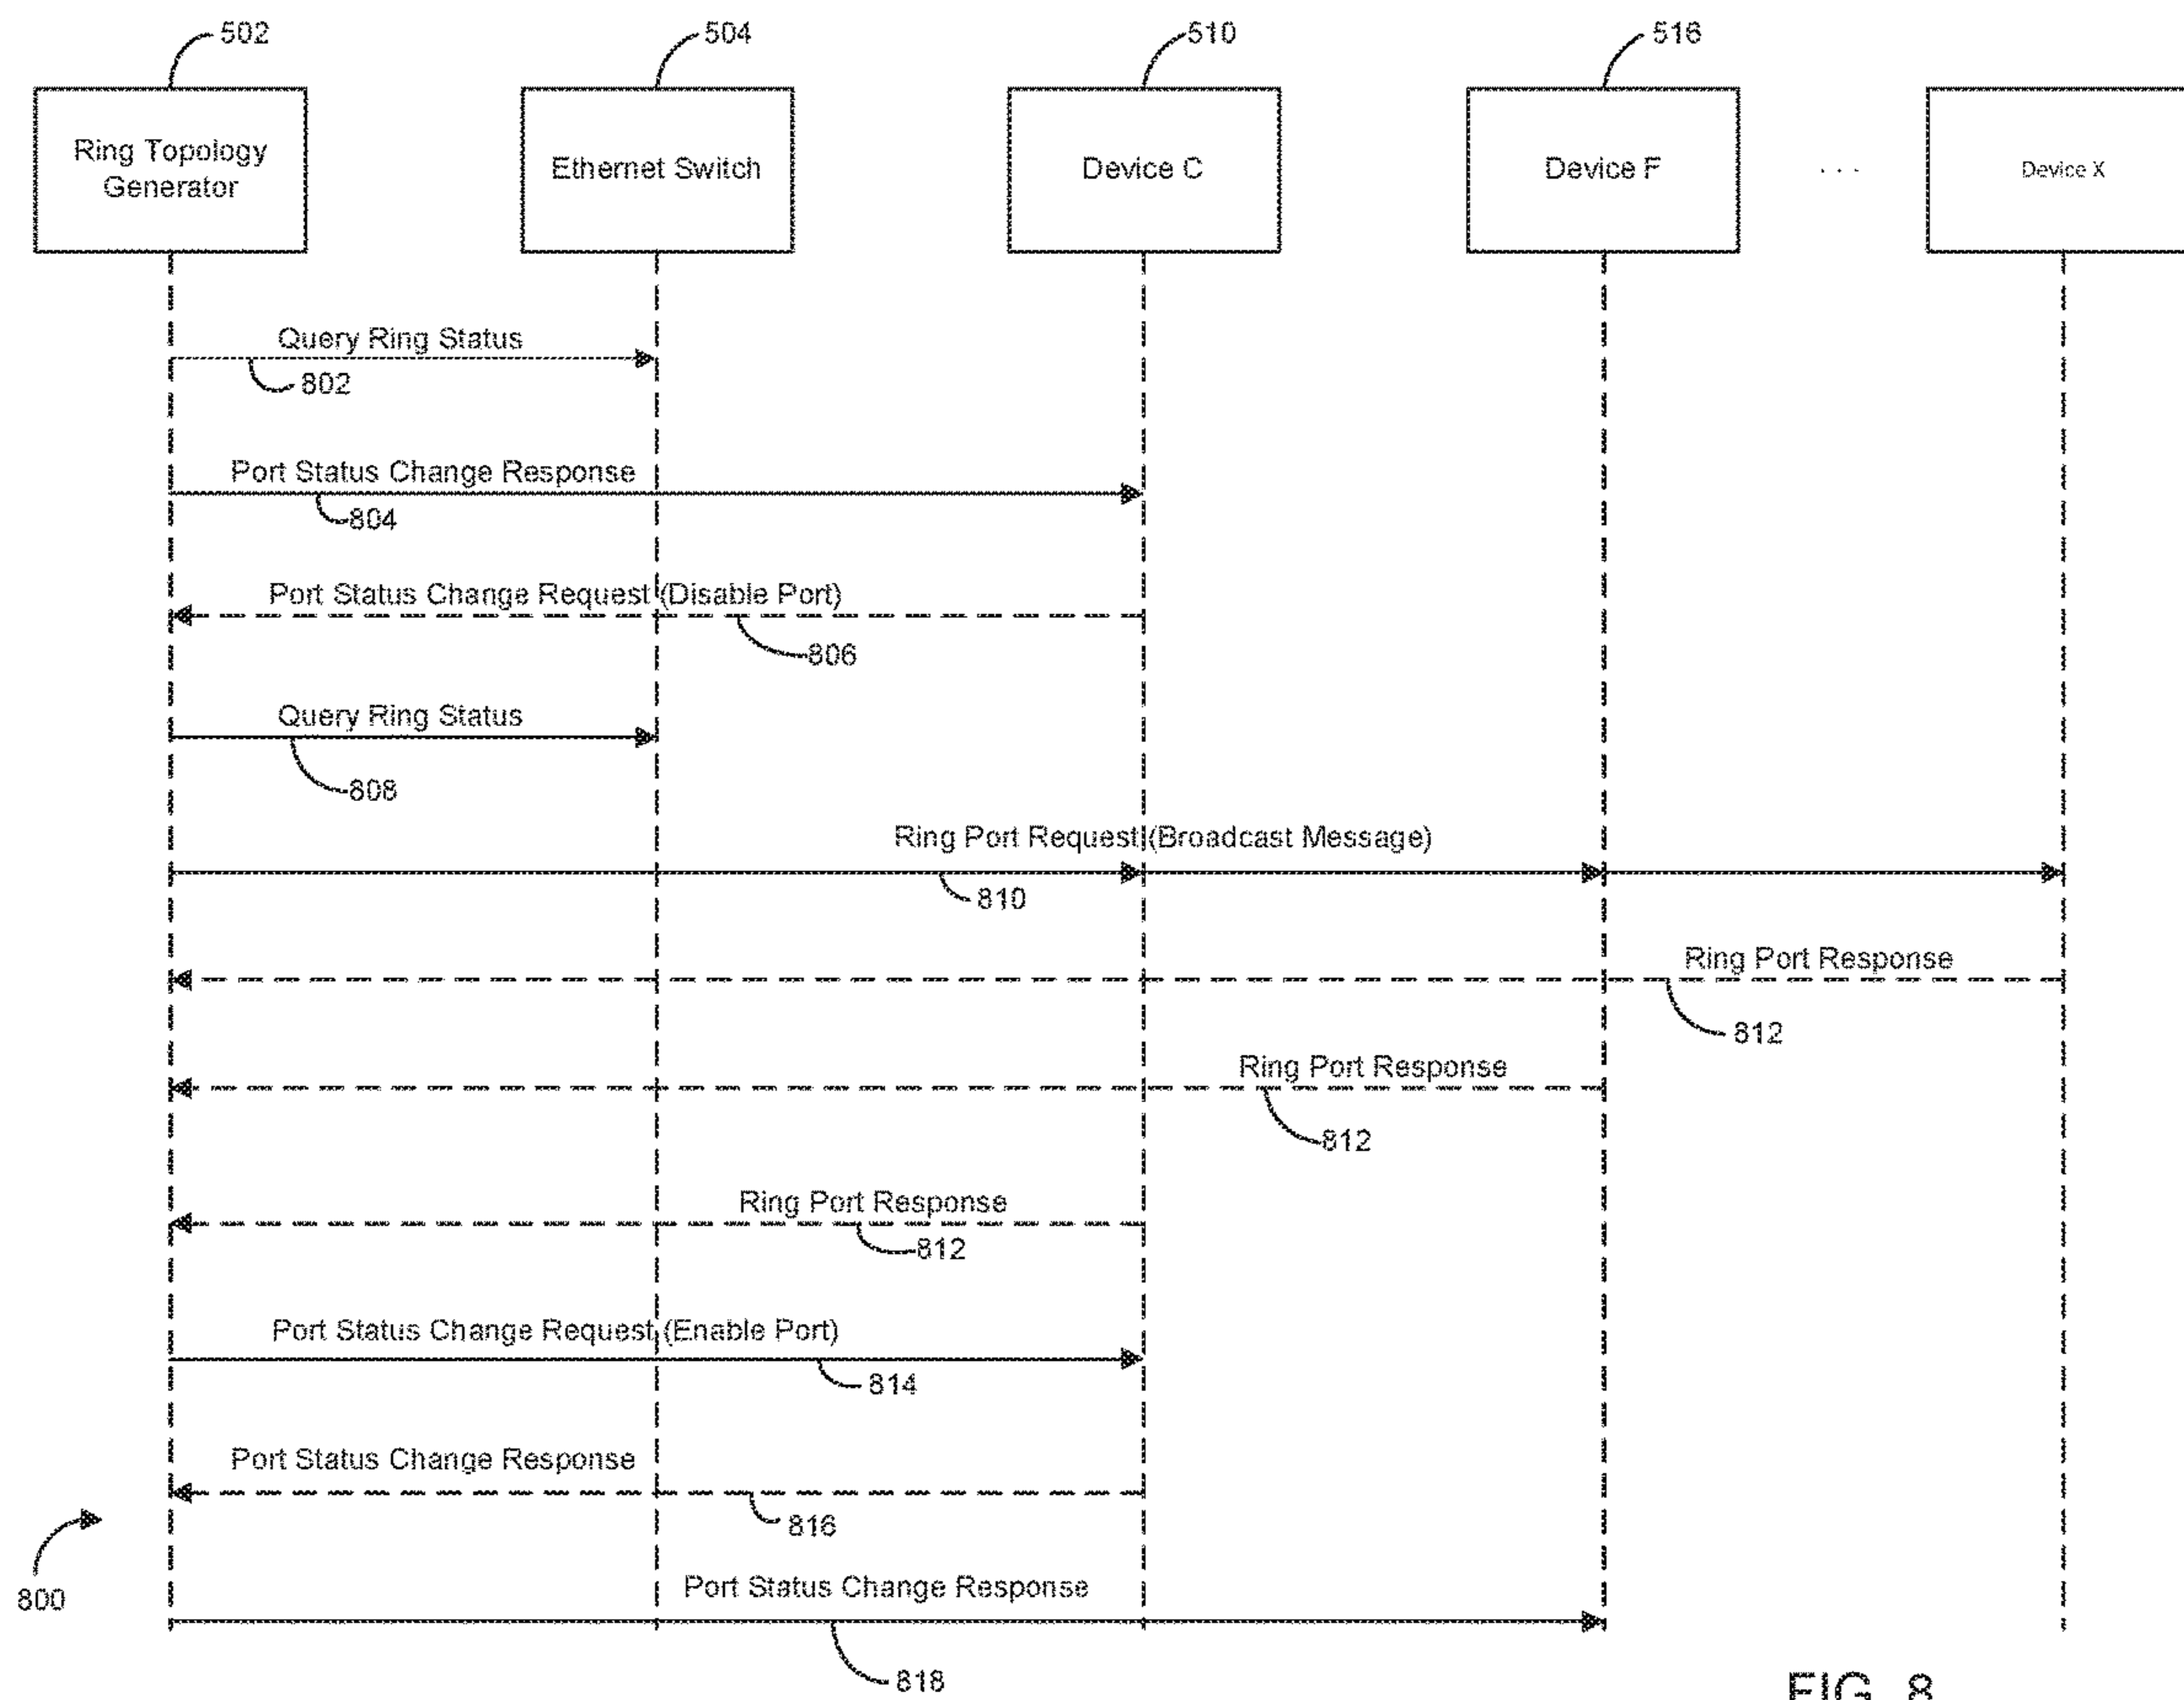 502
504
510
516
Ring Topology
Generator
Ethernet Switch
Device C
Device F
. . .
Device X
Query Ring Status
802
Port Status Change Response
804
Port Status Change Request (Disable Port)
806
Query Ring Status
808
Ring Port Request (Broadcast Message)
810
Ring Port Response
812
Ring Port Response
812
Ring Port Response
812
Port Status Change Request (Enable Port)
814
Port Status Change Response
816
800
Port Status Change Response
818
FIG. 8